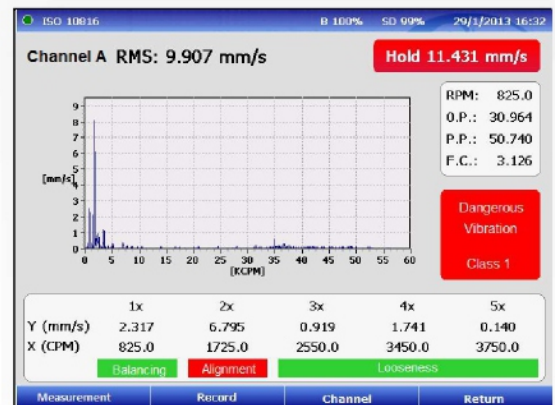 ISO 10816 B 100% SD 99% 29/1/2013 16:32
Channel A RMS: 9.907 mm/s Hold 11.431 mm/s
RPM: 825.0
0.P.: 30.964
P.P.: 50.740
F.C.: 3.126
9
8
7
6
5
[mm/s]
4
3
2
1
0
0 5 10 15 20 25 30 35 40 45 50 55 60
[KCPM]
Dangerous
Vibration
Class 1
1x 2x 3x 4x 5x
Y (mm/s) 2.317 6.795 0.919 1.741 0.140
X (CPM) 825.0 1725.0 2550.0 3450.0 3750.0
Balancing Alignment Looseness
Measurement Record Channel Return